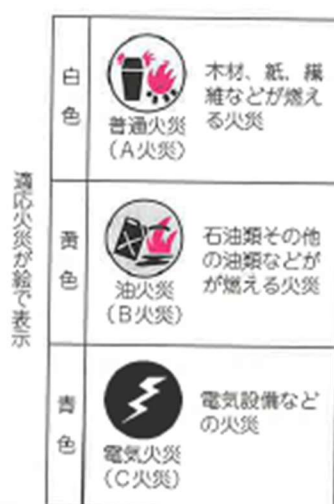 適応火災が絵で表示
白色
普通火災
(A火災)
木材、紙、繊
維などが燃え
る火災
黄色
油火災
(B火災)
石油類その他
の油類などが
が燃える火災
青色
電気火災
(C火災)
電気設備など
の火災